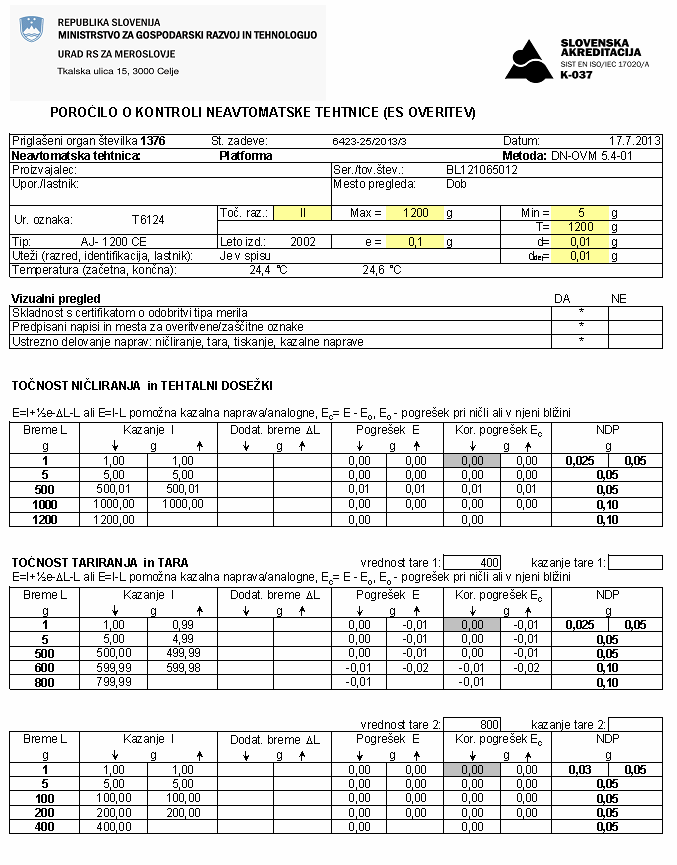 REPUBLIKA SLOVENIJA
MINISTRSTVO ZA GOSPODARSKI RAZVOJ IN TEHNOLOGIJO
URAD RS ZA MEROSLOVJE
Tkalska ulica 15, 3000 Celje
SLOVENSKA
AKREDITACIJA
SIST EN ISO/IEC 17020/A
K-037
POROČILO O KONTROLI NEAVTOMATSKE TEHTNICE (ES OVERITEV)
Priglašeni organ številka 1376 St. zadeve: 6423-25/2013/3 Datum: 17.7.2013
Neavtomatska tehtnica: Platforma Metoda: DN-OVM 5.4-01
Proizvajalec: Ser./tov.štev.: BL121065012
Upor./lastnik: Mesto pregleda: Dob
Ur. oznaka: T6124 Toč. raz.: II Max = 1200 g Min = 5 g
T= 1200 g
Tip: AJ- 1200 CE Leto izd.: 2002 e = 0,1 g d= 0,01 g
Uteži (razred, identifikacija, lastnik): Je v spisu d = 0,01 g
Temperatura (začetna, končna): 24,4 °C 24,6 °C
Vizualni pregled DA NE
Skladnost s certifikatom o odobritvi tipa merila *
Predpisani napisi in mesta za overitvene/zaščitne oznake *
Ustrezno delovanje naprav: ničliranje, tara, tiskanje, kazalne naprave *
TOČNOST NIČLIRANJA in TEHTALNI DOSEŽKI
E=I+½e-∆L-L ali E=I-L pomožna kazalna naprava/analogne, Ec= E - Eo, Eo - pogrešek pri ničli ali v njeni bližini
Breme L Kazanje I Dodat. breme ∆L Pogrešek E Kor. pogrešek Ec NDP
g ↓ g ↑ ↓ g ↑ ↓ g ↑ ↓ g ↑ g
1 1,00 1,00 0,00 0,00 0,00 0,00 0,025 0,05
5 5,00 5,00 0,00 0,00 0,00 0,00 0,05
500 500,01 500,01 0,01 0,01 0,01 0,01 0,05
1000 1000,00 1000,00 0,00 0,00 0,00 0,00 0,10
1200 1200,00 0,00 0,00 0,10
TOČNOST TARIRANJA in TARA vrednost tare 1: 400 kazanje tare 1:
E=I+½e-∆L-L ali E=I-L pomožna kazalna naprava/analogne, Ec= E - Eo, Eo - pogrešek pri ničli ali v njeni bližini
Breme L Kazanje I Dodat. breme ∆L Pogrešek E Kor. pogrešek Ec NDP
g ↓ g ↑ ↓ g ↑ ↓ g ↑ ↓ g ↑ g
1 1,00 0,99 0,00 -0,01 0,00 -0,01 0,025 0,05
5 5,00 4,99 0,00 -0,01 0,00 -0,01 0,05
500 500,00 499,99 0,00 -0,01 0,00 -0,01 0,05
600 599,99 599,98 -0,01 -0,02 -0,01 -0,02 0,10
800 799,99 -0,01 -0,01 0,10
vrednost tare 2: 800 kazanje tare 2:
Breme L Kazanje I Dodat. breme ∆L Pogrešek E Kor. pogrešek Ec NDP
g ↓ g ↑ ↓ g ↑ ↓ g ↑ ↓ g ↑ g
1 1,00 1,00 0,00 0,00 0,00 0,00 0,03 0,05
5 5,00 5,00 0,00 0,00 0,00 0,00 0,05
100 100,00 100,00 0,00 0,00 0,00 0,00 0,05
200 200,00 200,00 0,00 0,00 0,00 0,00 0,05
400 400,00 0,00 0,00 0,05